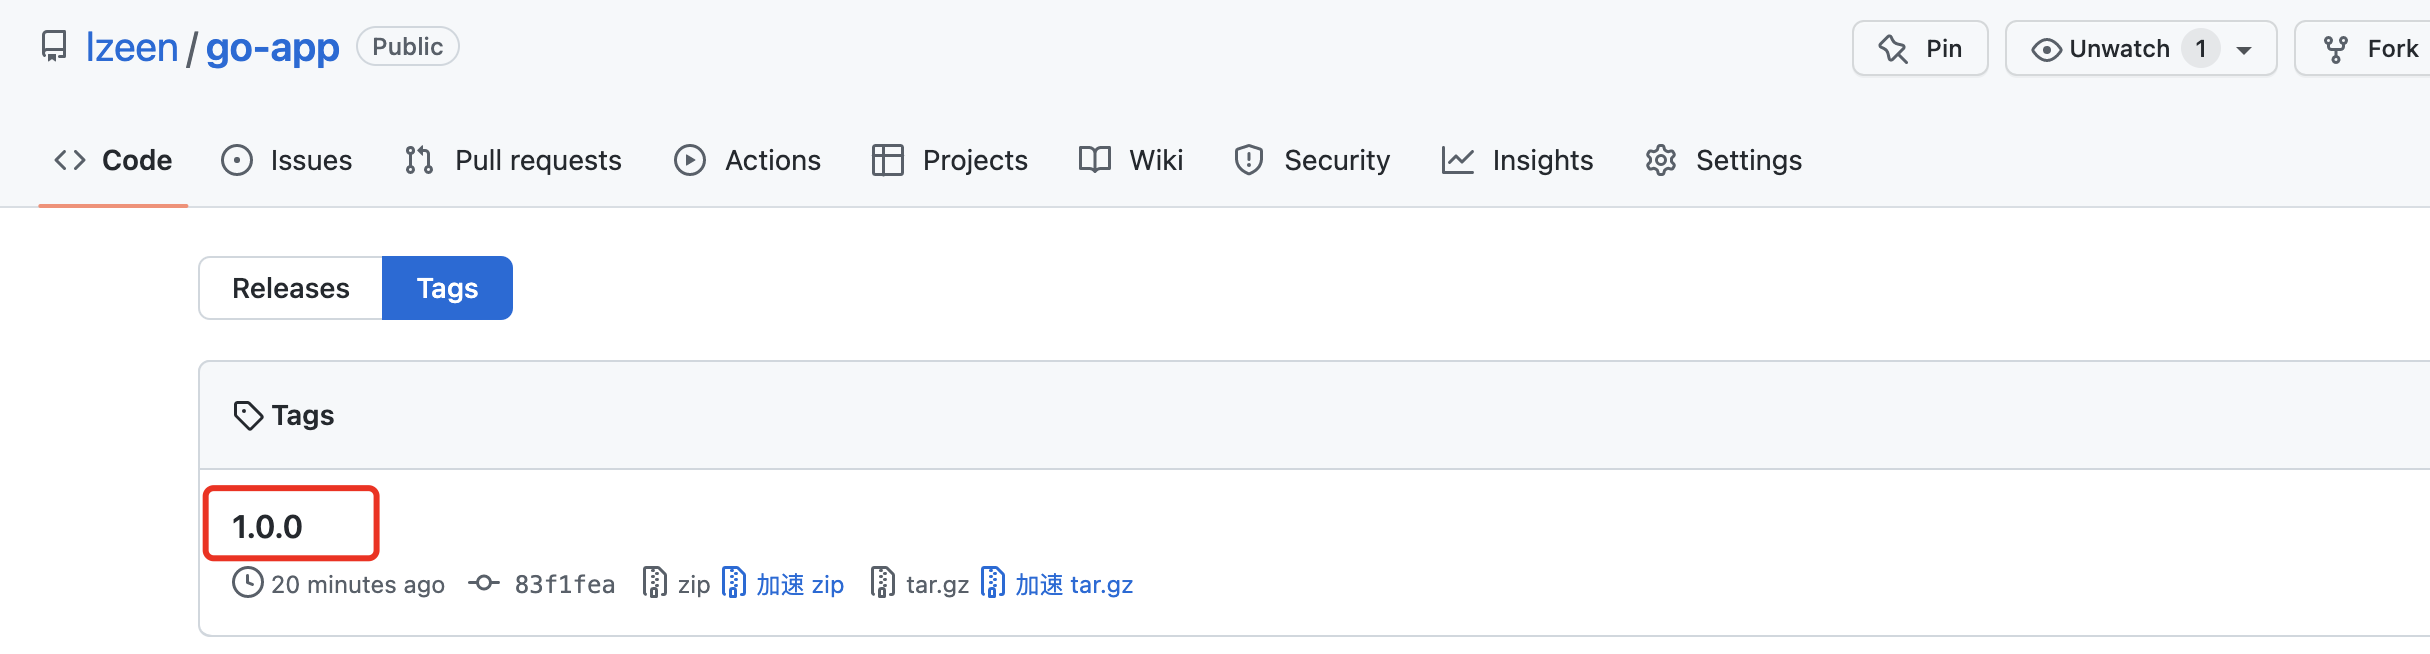 lzeen / go-app Public Pin Unwatch 1 Fork
Code Issues Pull requests Actions Projects Wiki Security Insights Settings
Releases Tags
Tags
1.0.0
20 minutes ago 83f1fea zip 加速 zip tar.gz 加速 tar.gz